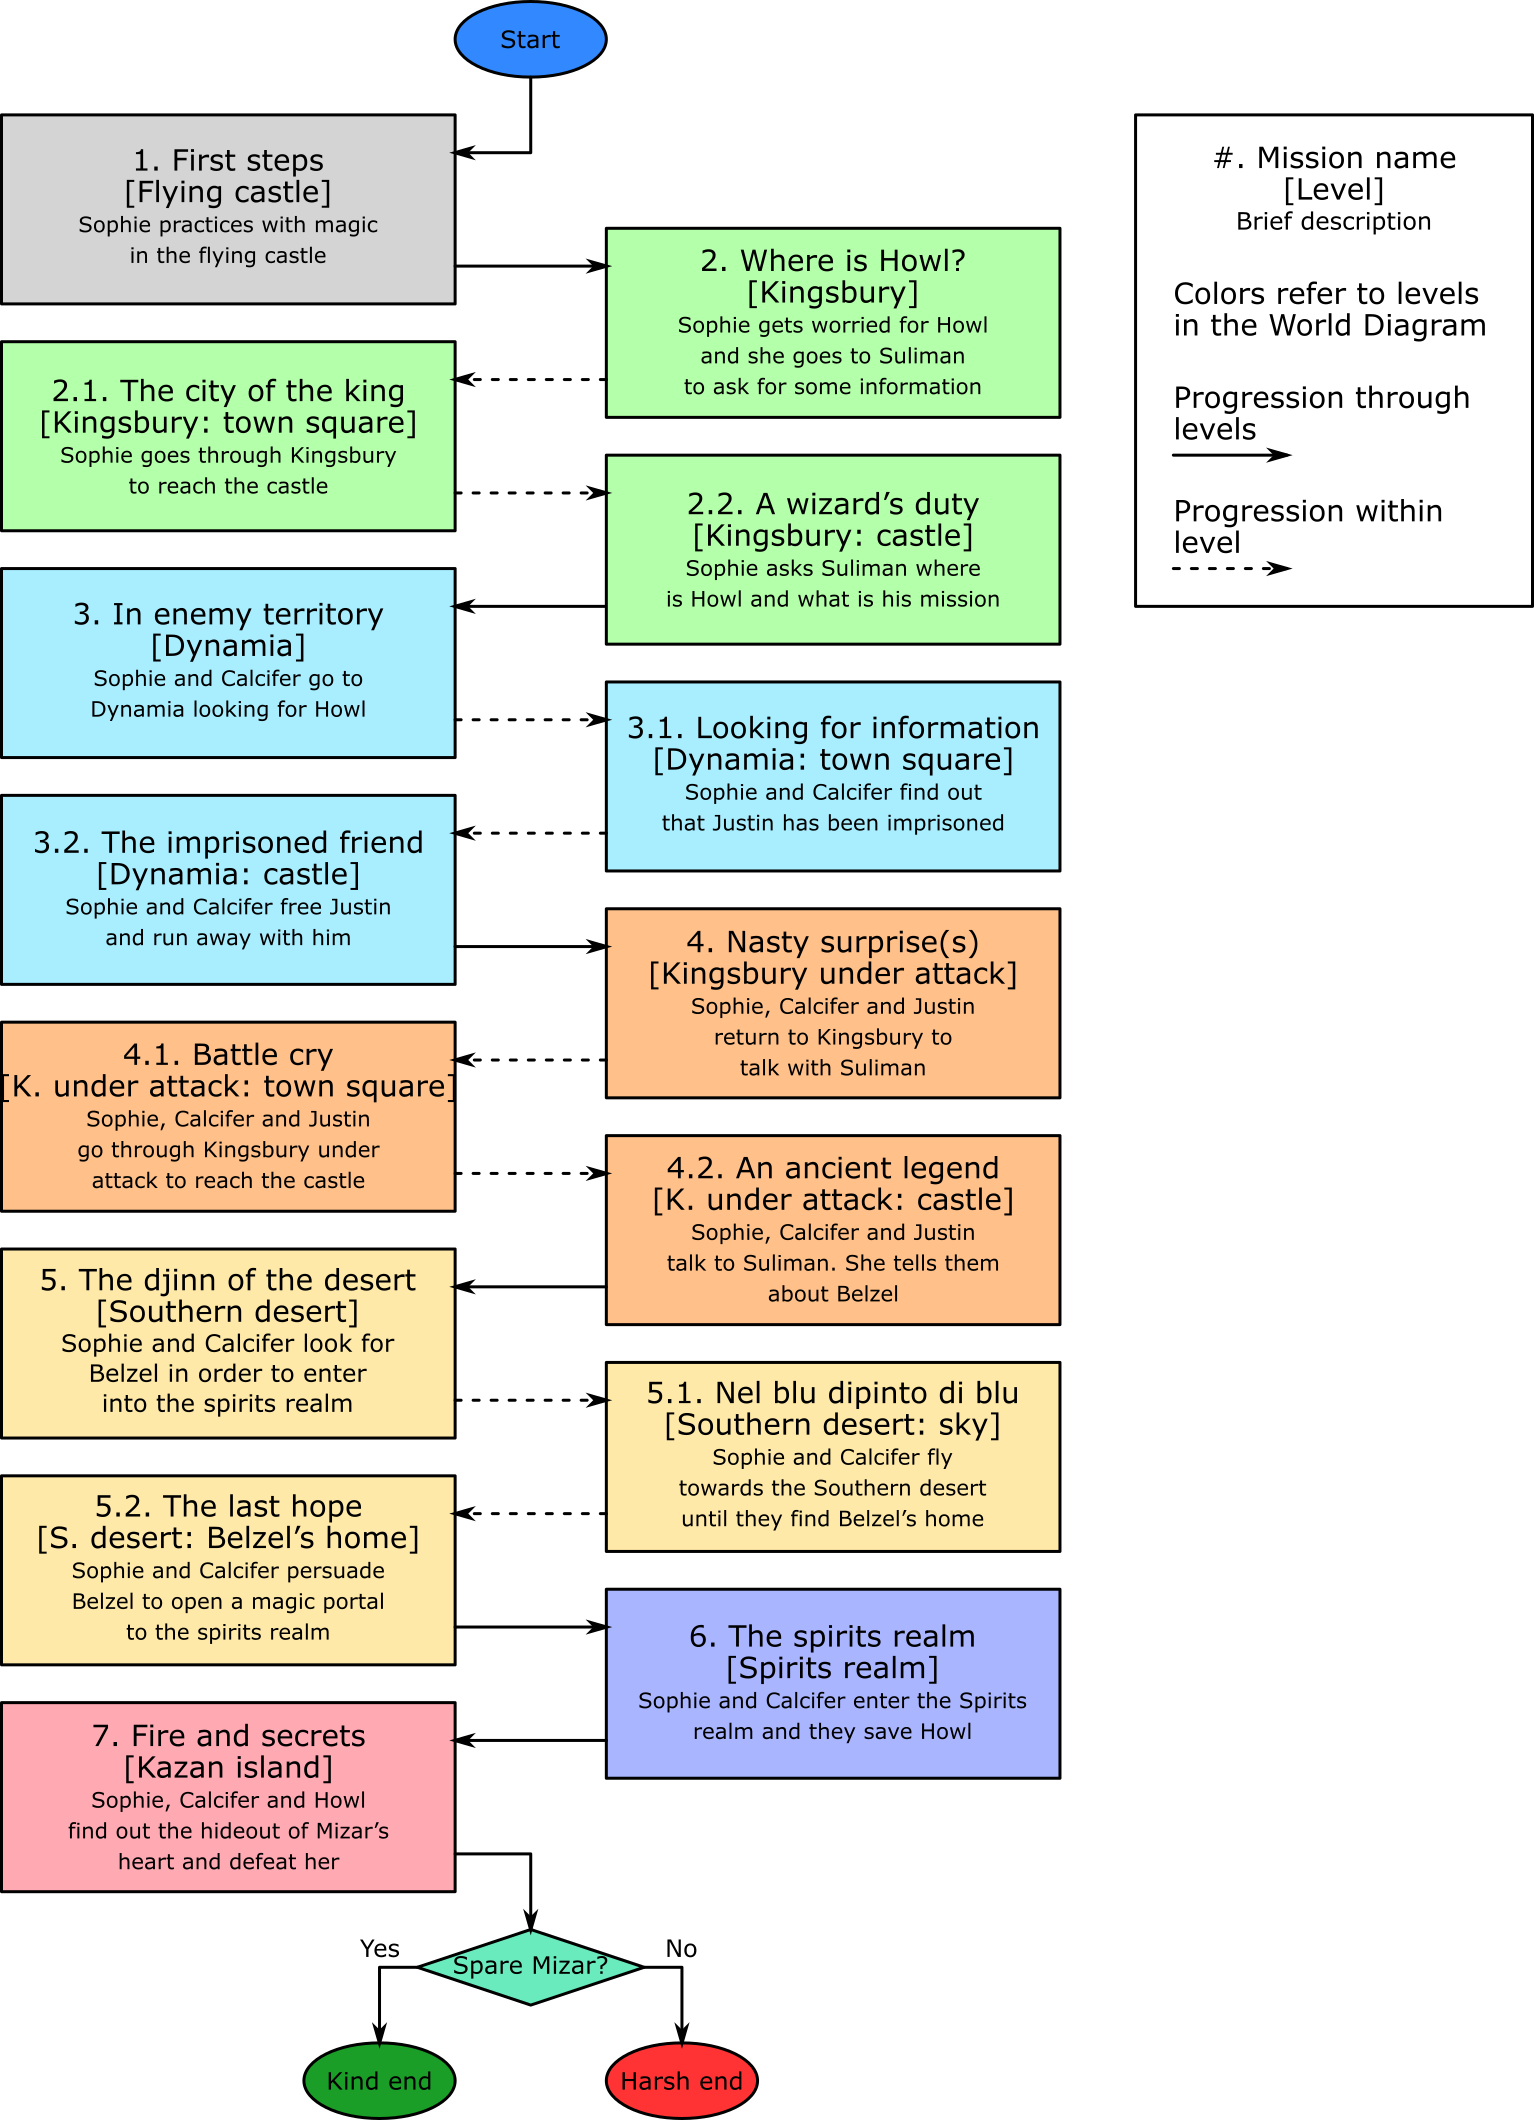 Start
1. First steps
[Flying castle]
Sophie practices with magic
in the flying castle
2. Where is Howl?
[Kingsbury]
Sophie gets worried for Howl
and she goes to Suliman
to ask for some information
2.1. The city of the king
[Kingsbury: town square]
Sophie goes through Kingsbury
to reach the castle
2.2. A wizard’s duty
[Kingsbury: castle]
Sophie asks Suliman where
is Howl and what is his mission
3. In enemy territory
[Dynamia]
Sophie and Calcifer go to
Dynamia looking for Howl
3.1. Looking for information
[Dynamia: town square]
Sophie and Calcifer find out
that Justin has been imprisoned
3.2. The imprisoned friend
[Dynamia: castle]
Sophie and Calcifer free Justin
and run away with him
4. Nasty surprise(s)
[Kingsbury under attack]
Sophie, Calcifer and Justin
return to Kingsbury to
talk with Suliman
4.1. Battle cry
[K. under attack: town square]
Sophie, Calcifer and Justin
go through Kingsbury under
attack to reach the castle
4.2. An ancient legend
[K. under attack: castle]
Sophie, Calcifer and Justin
talk to Suliman. She tells them
about Belzel
5. The djinn of the desert
[Southern desert]
Sophie and Calcifer look for
Belzel in order to enter
into the spirits realm
5.1. Nel blu dipinto di blu
[Southern desert: sky]
Sophie and Calcifer fly
towards the Southern desert
until they find Belzel’s home
5.2. The last hope
[S. desert: Belzel’s home]
Sophie and Calcifer persuade
Belzel to open a magic portal
to the spirits realm
6. The spirits realm
[Spirits realm]
Sophie and Calcifer enter the Spirits
realm and they save Howl
7. Fire and secrets
[Kazan island]
Sophie, Calcifer and Howl
find out the hideout of Mizar’s
heart and defeat her
Spare Mizar?
Yes
No
Kind end
Harsh end
#. Mission name
[Level]
Brief description
Colors refer to levels
in the World Diagram
Progression through
levels
Progression within
level